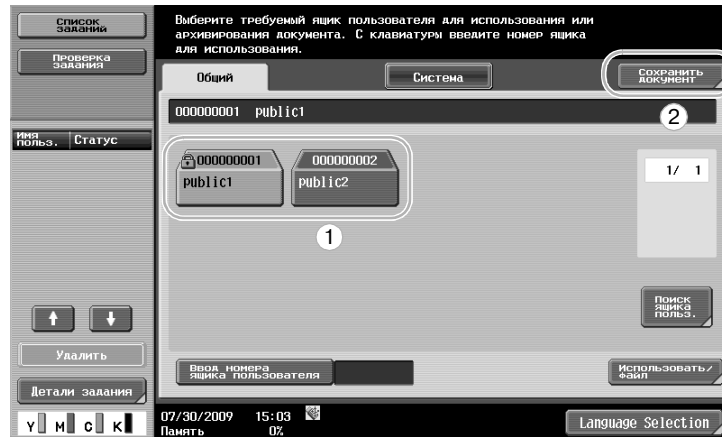 Список
заданий
Проверка
задания
Имя
польз.
Статус
Удалить
Детали задания
Y M C K
Выберите требуемый ящик пользователя для использования или
архивирования документа. С клавиатуры введите номер ящика
для использования.
Общий
Система
Сохранить
документ
2
000000001 public1
000000001
public1
000000002
public2
1
1/ 1
Поиск
ящика
польз.
Ввод номера
ящика пользователя
Использовать/
файл
07/30/2009 15:03
Память 0%
Language Selection